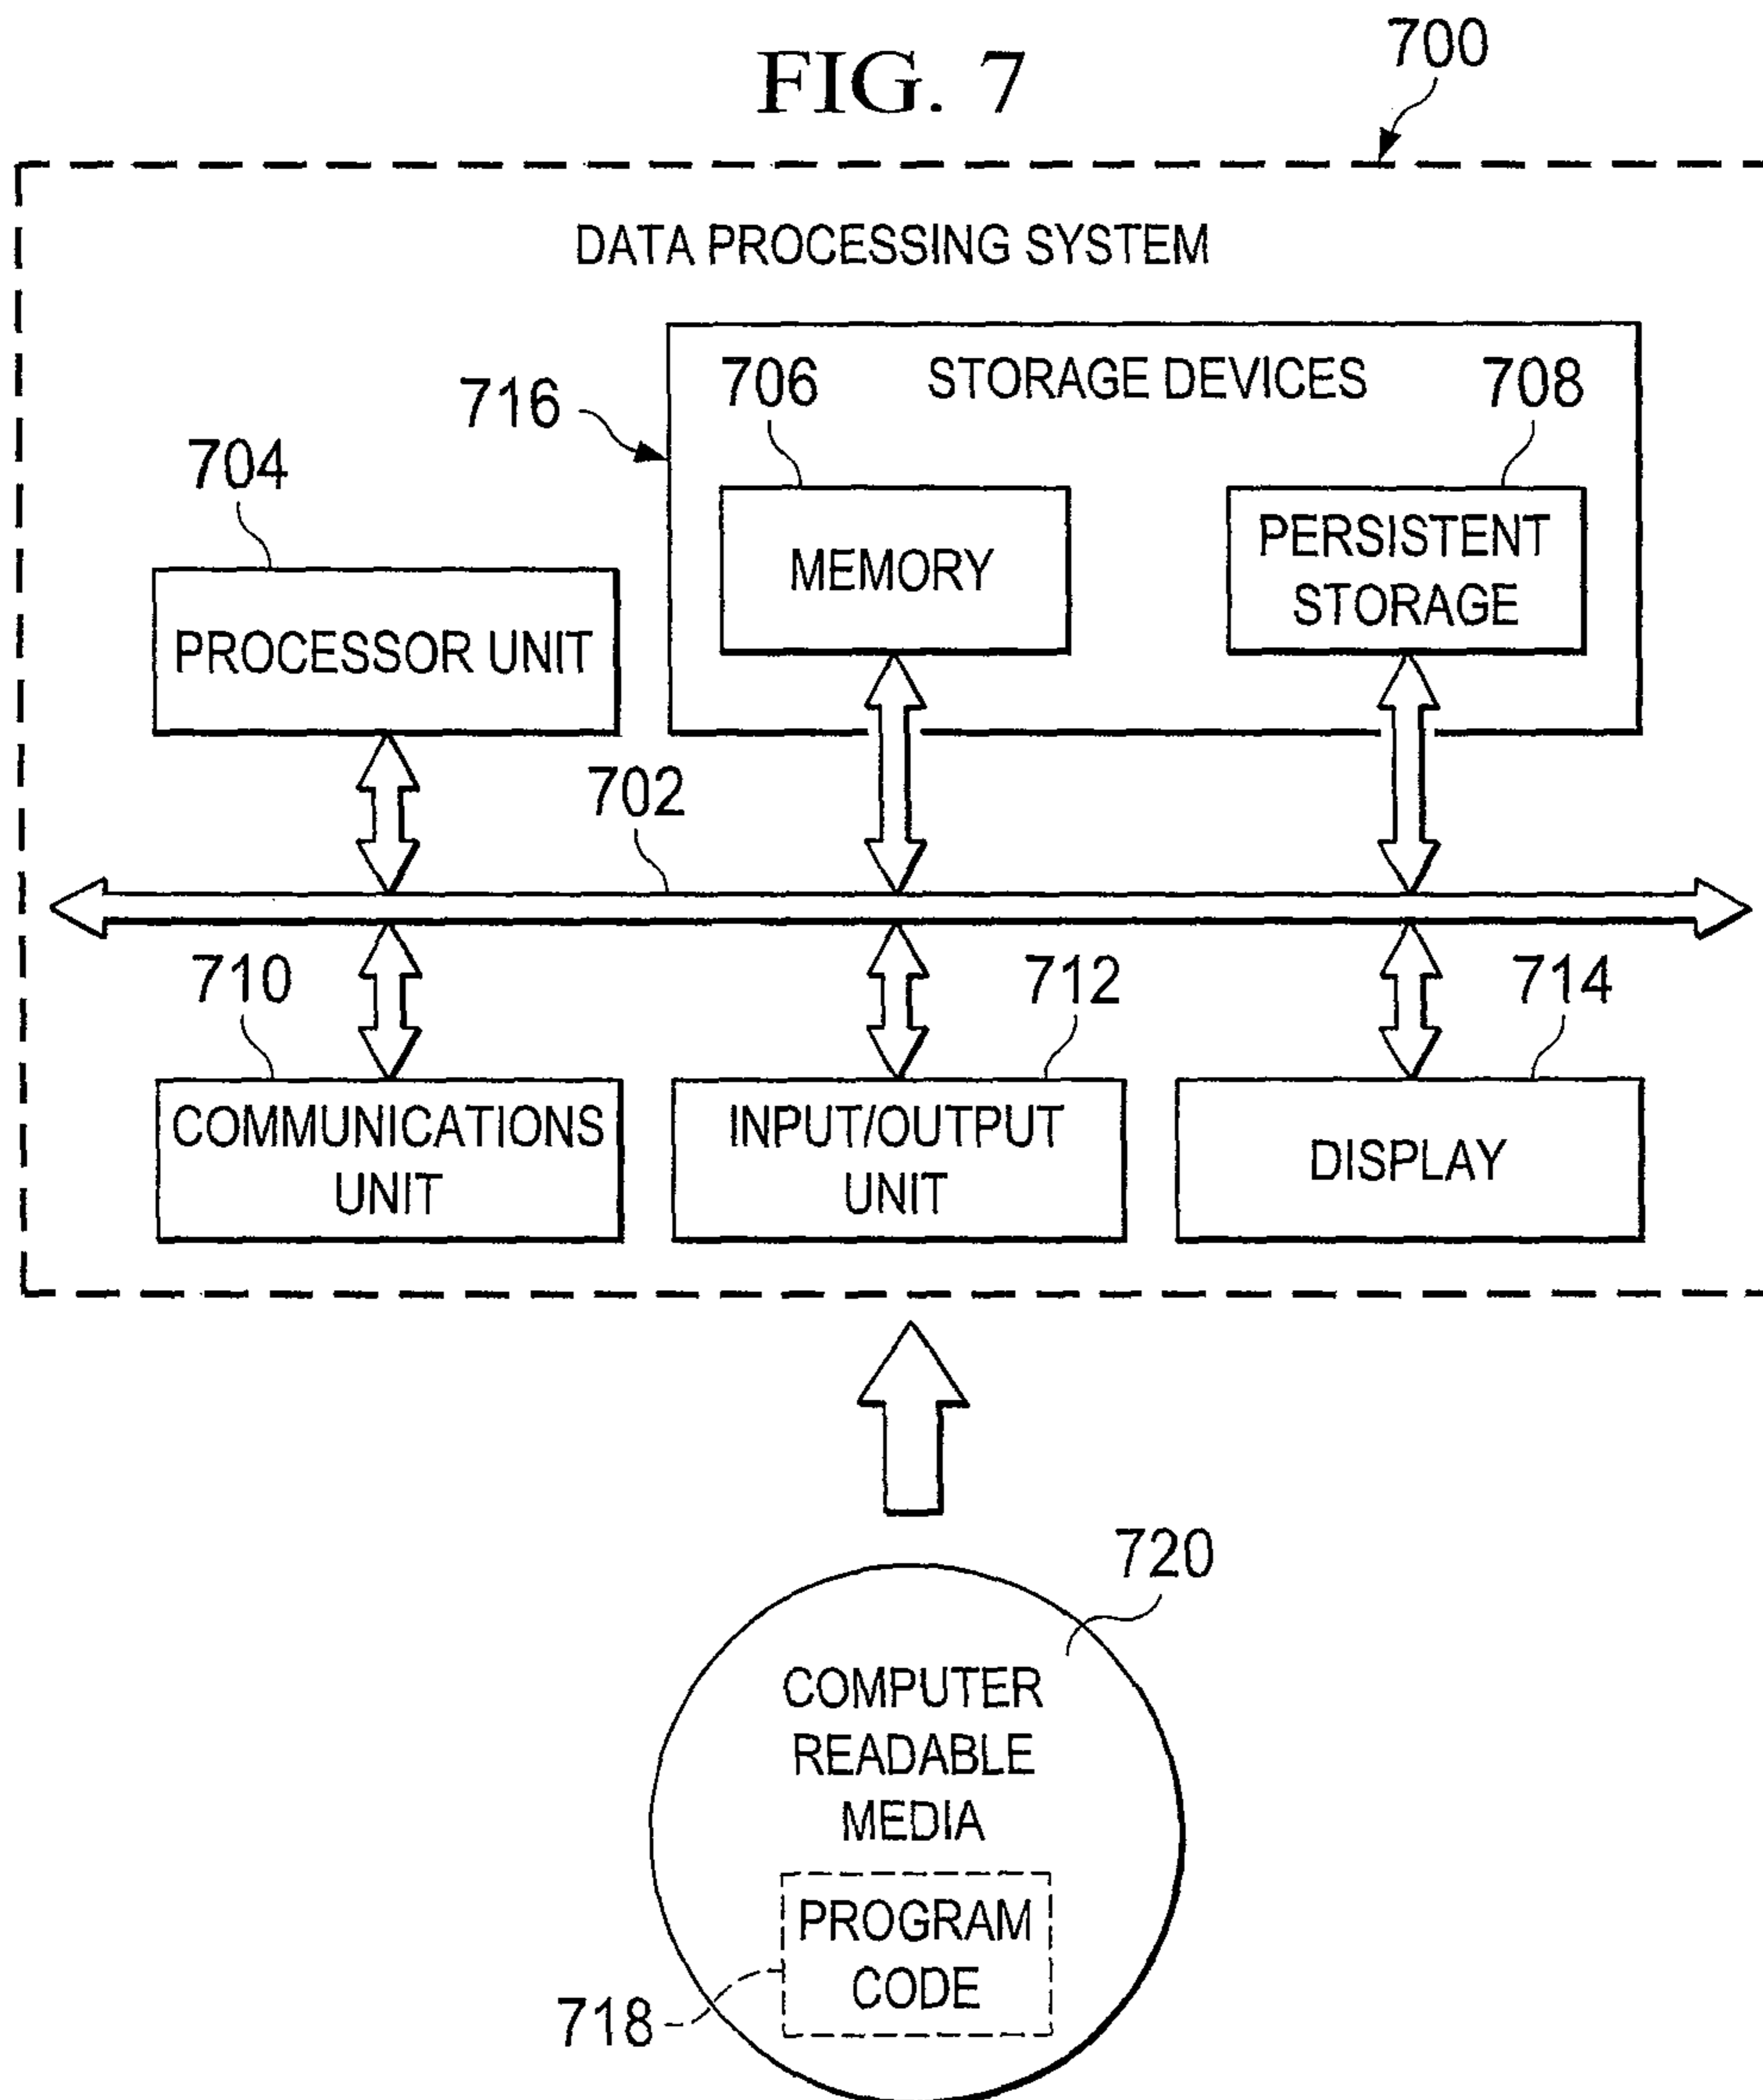 FIG. 7
700
DATA PROCESSING SYSTEM
716
STORAGE DEVICES
706
708
704
MEMORY
PERSISTENT
STORAGE
PROCESSOR UNIT
702
710
712
714
COMMUNICATIONS
UNIT
INPUT/OUTPUT
UNIT
DISPLAY
720
COMPUTER
READABLE
MEDIA
PROGRAM
CODE
718